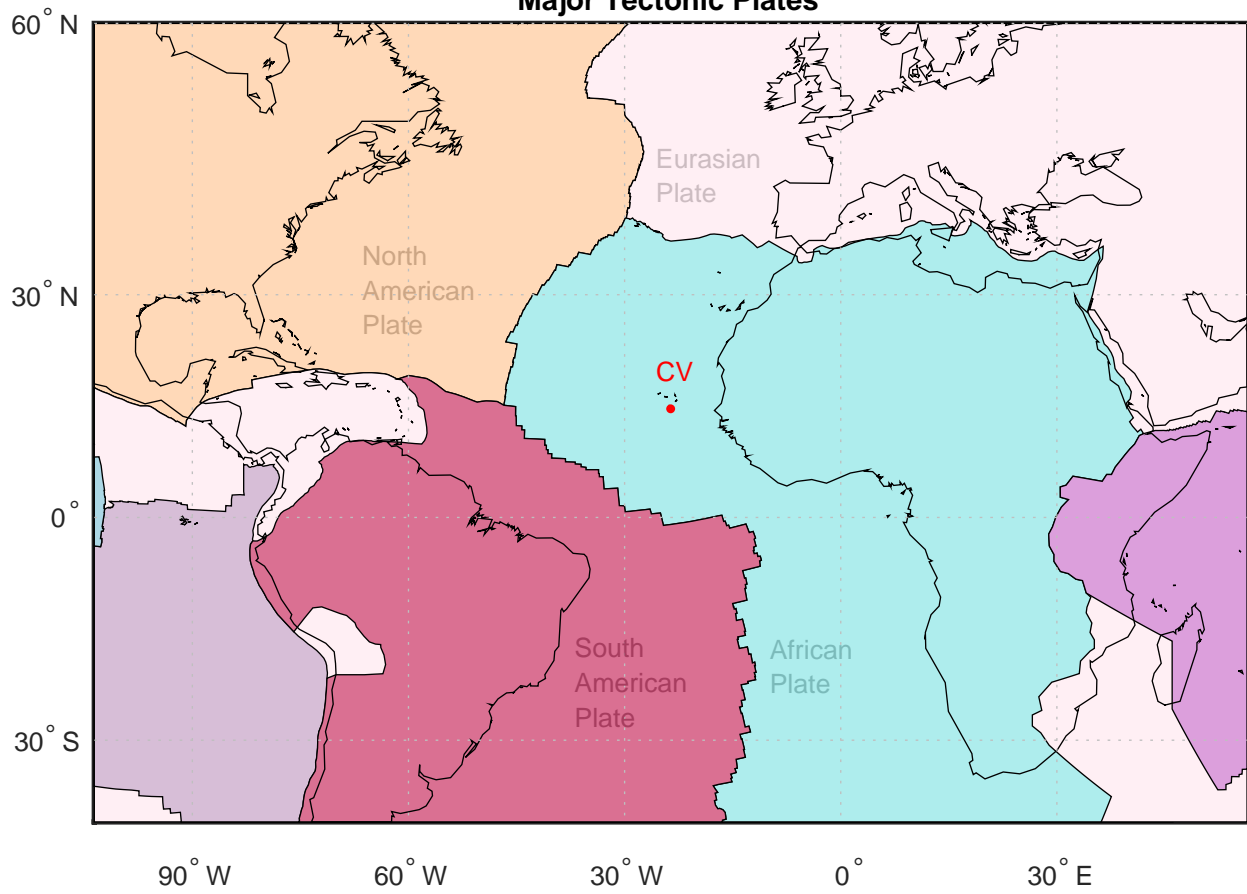 Major Tectonic Plates
60° N
30° N
0°
30° S
90° W
60° W
30° W
0°
30° E
Eurasian
Plate
North
American
Plate
CV
South
American
Plate
African
Plate